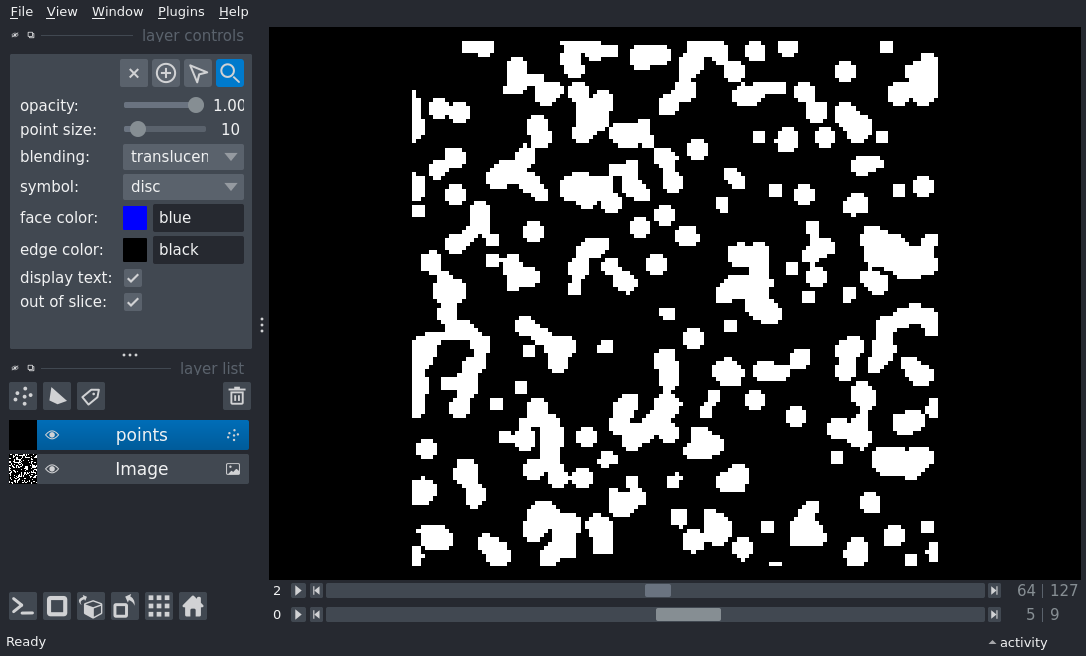 File View Window Plugins Help
layer controls
opacity: 1.00
point size: 10
blending: translucen
symbol: disc
face color: blue
edge color: black
display text:
out of slice:
layer list
points
Image
2 64 | 127
0 5 | 9
Ready activity